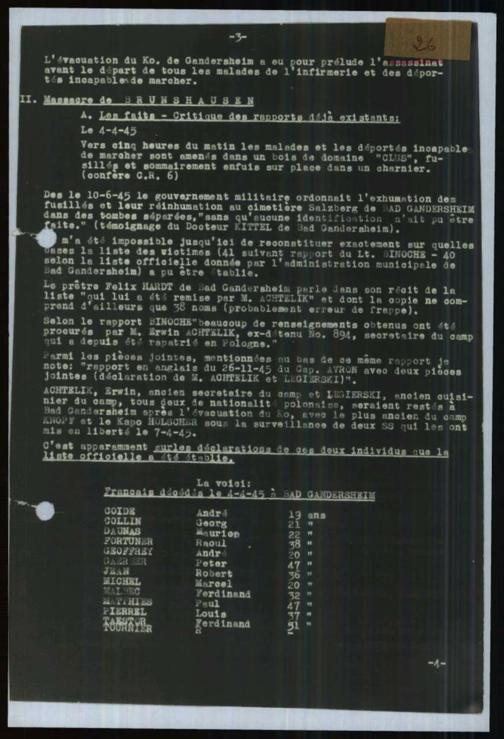 -3-
26
L'évacuation du Ko. de Gandersheim a eu pour prélude l'assassinat
avant le départ de tous les malades de l'infirmerie et des dépor-
tés incapables de marcher.
II. Massacre de BRUNSHAUSEN
A. Les faits - Critique des rapports déjà existants:
Le 4-4-45
Vers cinq heures du matin les malades et les déportés incapables
de marcher sont amenés dans un bois de domaine "CLUS", fu-
sillés et sommairement enfuis sur place dans un charnier.
(confère C.R. 6)
Des le 10-6-45 le gouvernement militaire ordonnait l'exhumation des
fusillés et leur réinhumation au cimetière Salzberg de BAD GANDERSHEIM
dans des tombes séparées,"sans qu'aucune identification n'ait pu être
faite." (témoignage du Docteur KITTEL de Bad Gandersheim).
m'a été impossible jusqu'ici de reconstituer exactement sur quelles
bases la liste des victimes (41 suivant rapport du Lt. BINOCHE - 40
selon la liste officielle donnée par l'administration municipale de
Bad Gandersheim) a pu être établie.
Le prêtre Felix HARDT de Bad Gandersheim parle dans son récit de la
liste "qui lui a été remise par M. ACHTELIK" et dont la copie ne com-
prend d'ailleurs que 38 noms (probablement erreur de frappe).
Selon le rapport BINOCHE"beaucoup de renseignements obtenus ont été
procurés par M. Erwin ACHTELIK, ex-détenu No. 894, secrétaire du camp
qui a depuis été rapatrié en Pologne."
Parmi les pièces jointes, mentionnées au bas de ce même rapport je
note: "rapport en anglais du 26-11-45 du Cap. AVRON avec deux pièces
jointes (déclaration de M. ACHTELIK et LEGIERSKI)".
ACHTELIK, Erwin, ancien secretaire du camp et LEGIERSKI, ancien cuisi-
nier du camp, tous deux de nationalité polonaise, seraient restés à
Bad Gandersheim après l'évacuation du Ko, avec le plus ancien du camp
KNOPF et le Kapo HOLSCHER sous la surveillance de deux SS qui les ont
mis en liberté le 7-4-45.
C'est apparemment surles déclarations de ces deux individus que la
liste officielle a été établie.
La voici:
Français décédés le 4-4-45 à BAD GANDERSHEIM
COIDE André 19 ans
COLLIN Georg 21 "
DAUNAS Maurice 22 "
FORTUNER Raoul 38 "
GEOFFREY André 20 "
Peter 47 "
JEAN Robert 36 "
MICHEL Marcel 20 "
MALBEC Ferdinand 32 "
MATTHIES Paul 47 "
PIERREL Louis 37 "
TAESTOR Ferdinand 51 "
TOURNIER R -
-4-